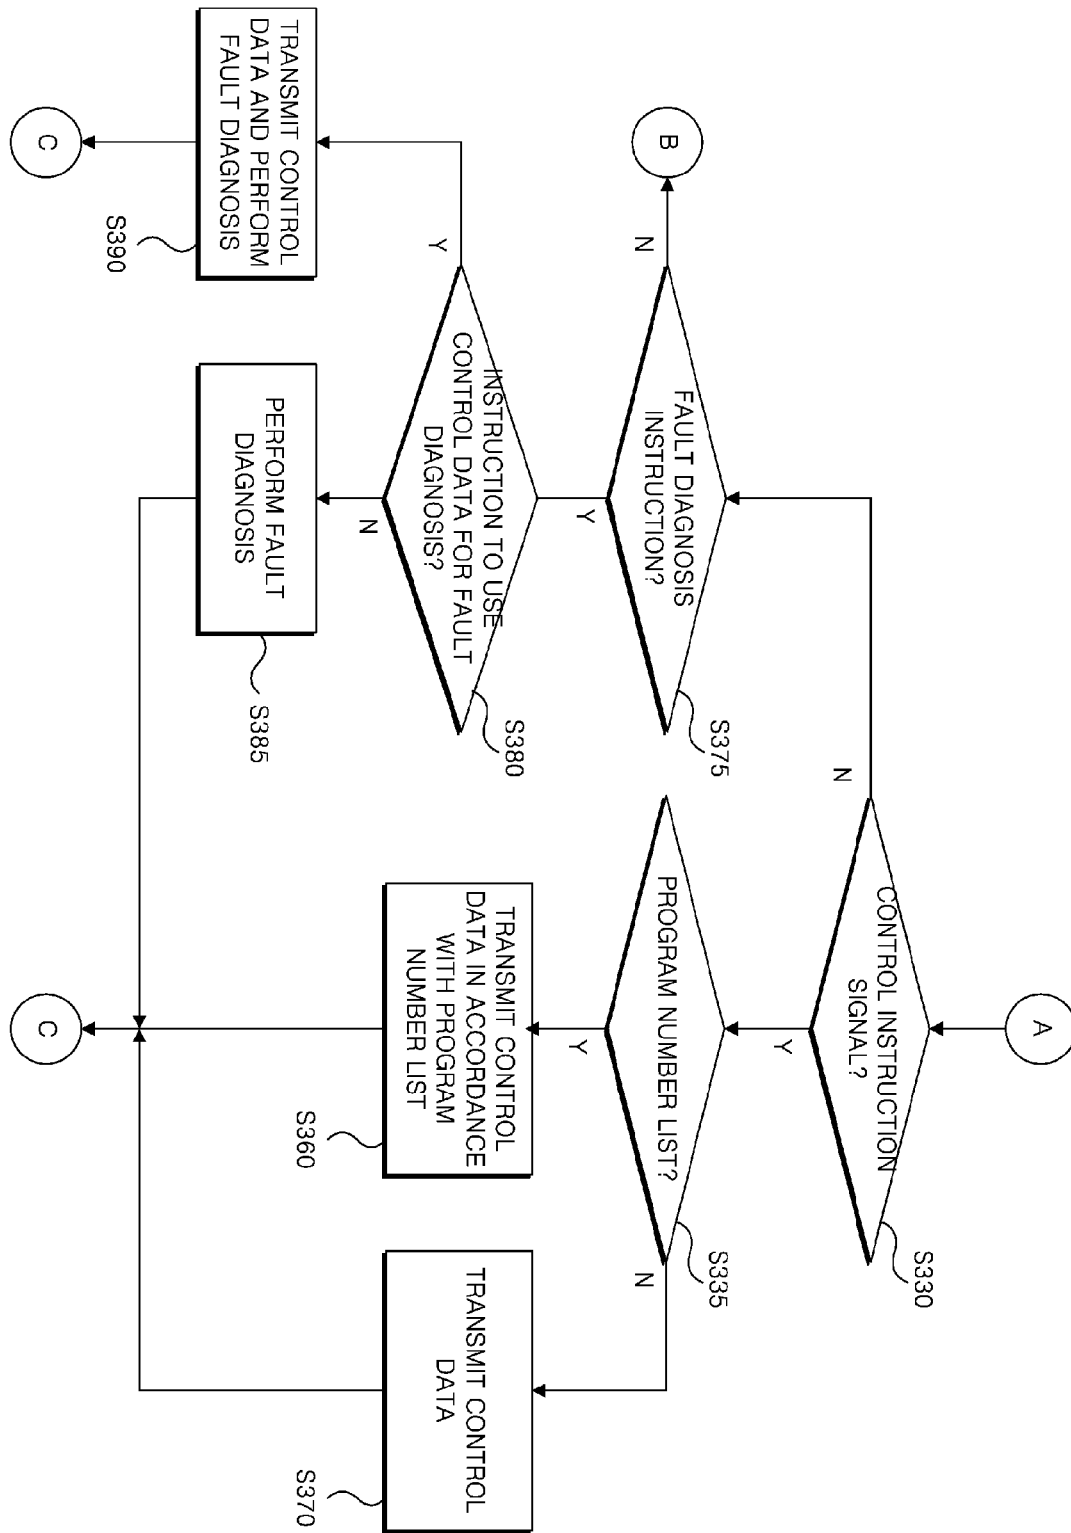 A
CONTROL INSTRUCTION
SIGNAL?
S330
N
Y
FAULT DIAGNOSIS
INSTRUCTION?
S375
N
Y
B
PROGRAM NUMBER LIST?
S335
Y
N
INSTRUCTION TO USE
CONTROL DATA FOR FAULT
DIAGNOSIS?
S380
Y
N
TRANSMIT CONTROL
DATA IN ACCORDANCE
WITH PROGRAM
NUMBER LIST
S360
TRANSMIT CONTROL
DATA
S370
TRANSMIT CONTROL
DATA AND PERFORM
FAULT DIAGNOSIS
S390
PERFORM FAULT
DIAGNOSIS
S385
C
C